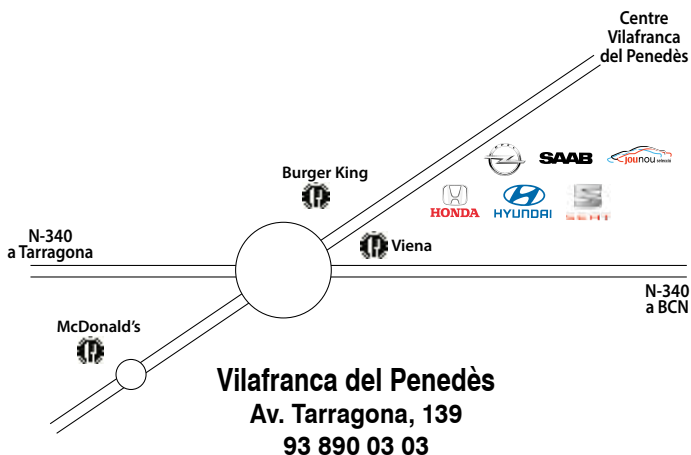 Centre
Vilafranca
del Penedès
SAAB
jounou
Burger King
HONDA
HYUNDAI
SEAT
Viena
N-340
a Tarragona
N-340
a BCN
McDonald's
Vilafranca del Penedès
Av. Tarragona, 139
93 890 03 03